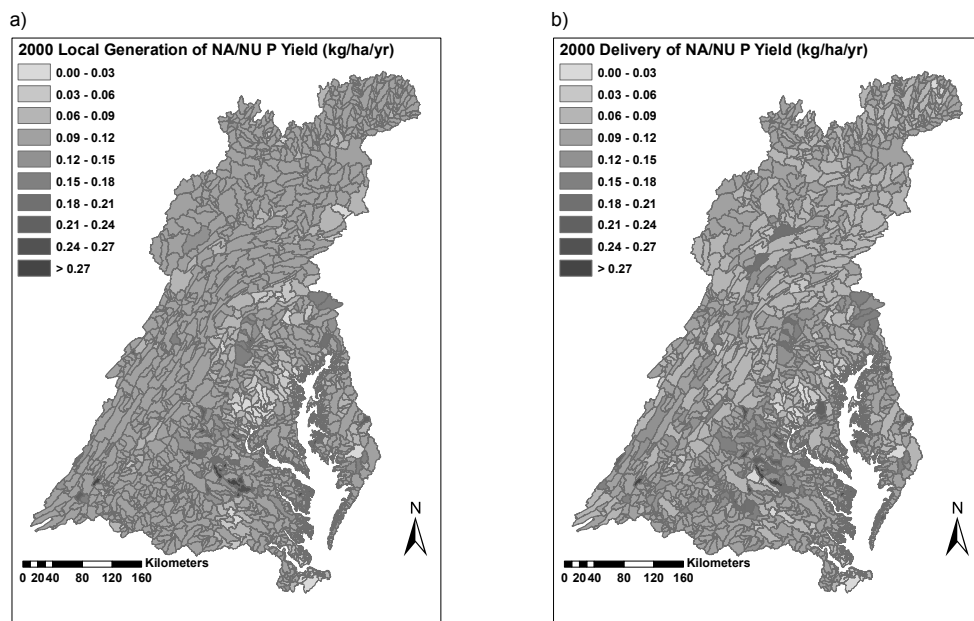 a)
2000 Local Generation of NA/NU P Yield (kg/ha/yr)
0.00 - 0.03
0.03 - 0.06
0.06 - 0.09
0.09 - 0.12
0.12 - 0.15
0.15 - 0.18
0.18 - 0.21
0.21 - 0.24
0.24 - 0.27
> 0.27
N
Kilometers
0 2040 80 120 160
b)
2000 Delivery of NA/NU P Yield (kg/ha/yr)
0.00 - 0.03
0.03 - 0.06
0.06 - 0.09
0.09 - 0.12
0.12 - 0.15
0.15 - 0.18
0.18 - 0.21
0.21 - 0.24
0.24 - 0.27
> 0.27
N
Kilometers
0 2040 80 120 160